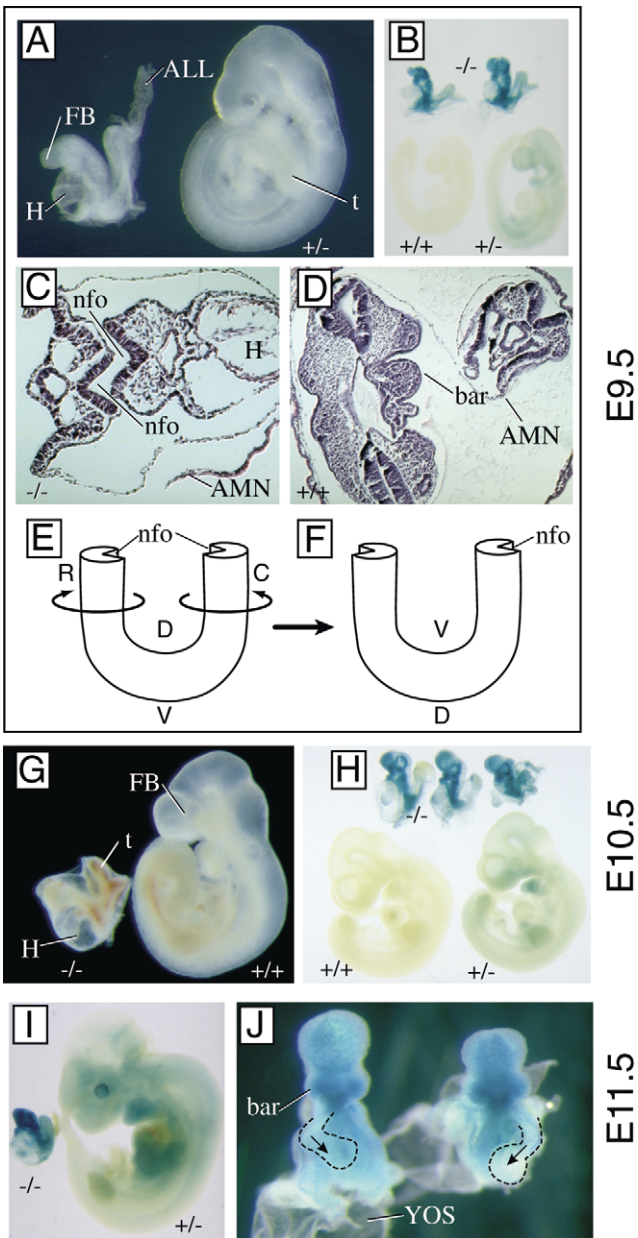 A
ALL
FB
H
t
+/-
B
-/-
+/+
+/-
C
nfo
H
nfo
-/-
AMN
D
bar
AMN
+/+
E9.5
E
nfo
R
C
D
V
F
nfo
V
D
G
FB
t
H
-/-
+/+
H
-/-
+/+
+/-
E10.5
I
-/-
+/-
J
bar
YOS
E11.5